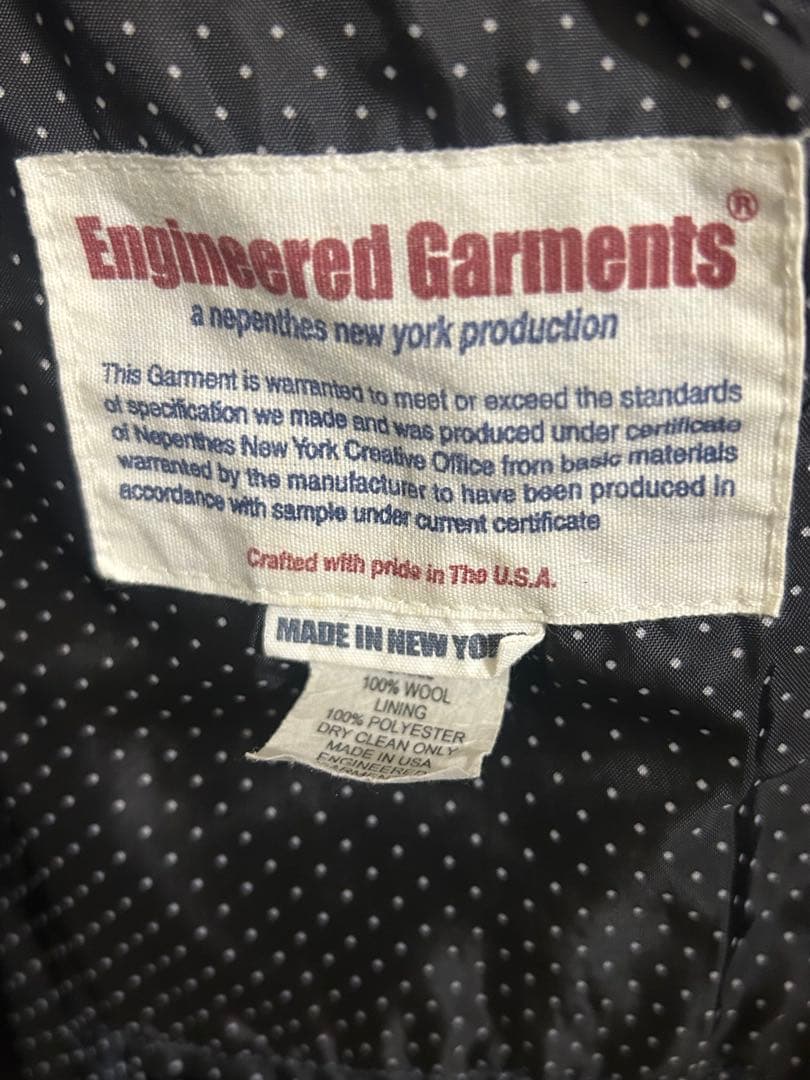 Engineered Garments®
a nepenthes new york production
This Garment is warranted to meet or exceed the standards
of specification we made and was produced under certificate
of Nepenthes New York Creative Office from basic materials
warranted by the manufacturer to have been produced in
accordance with sample under current certificate
Crafted with pride in The U.S.A.
MADE IN NEW YO
100% WOOL
LINING
100% POLYESTER
DRY CLEAN ONLY
MADE IN USA
ENGINEERED